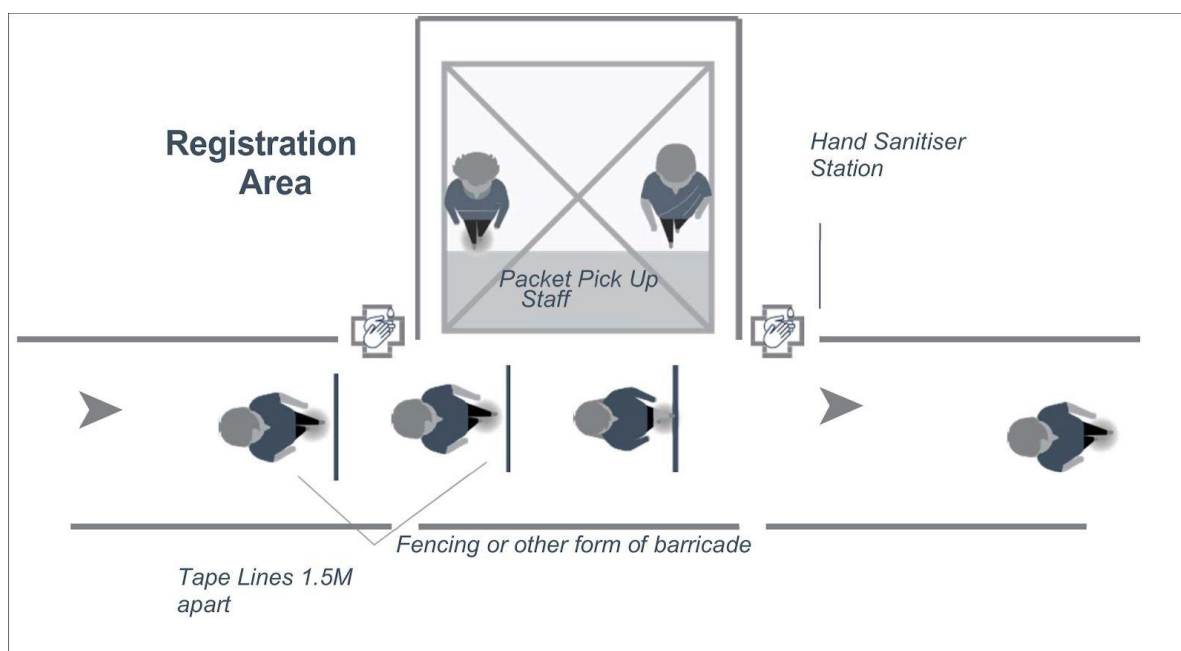 Registration
Area
Hand Sanitiser
Station
Packet Pick Up
Staff
Fencing or other form of barricade
Tape Lines 1.5M
apart